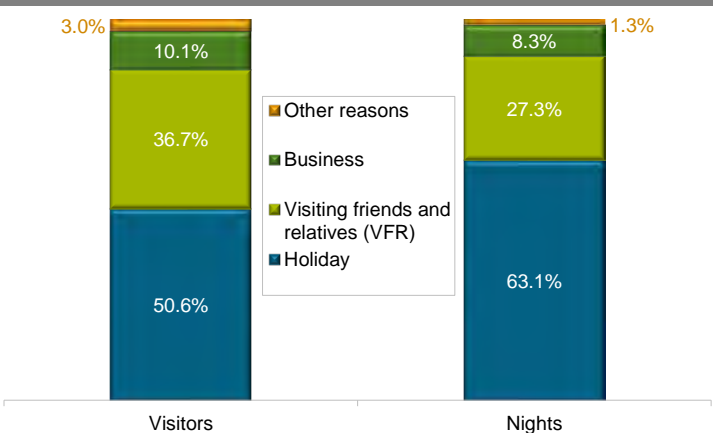 3.0%
1.3%
10.1%
8.3%
36.7%
27.3%
50.6%
63.1%
Other reasons
Business
Visiting friends and
relatives (VFR)
Holiday
Visitors
Nights